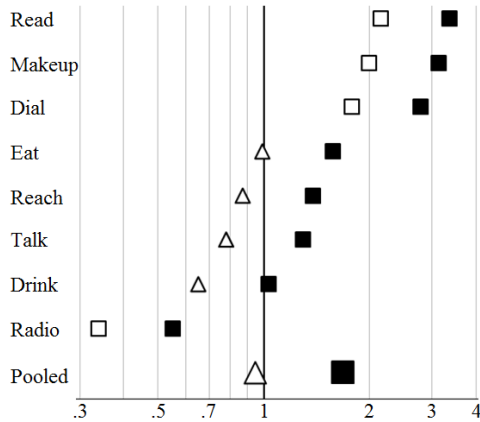 Read
Makeup
Dial
Eat
Reach
Talk
Drink
Radio
Pooled
.3 .5 .7 1 2 3 4